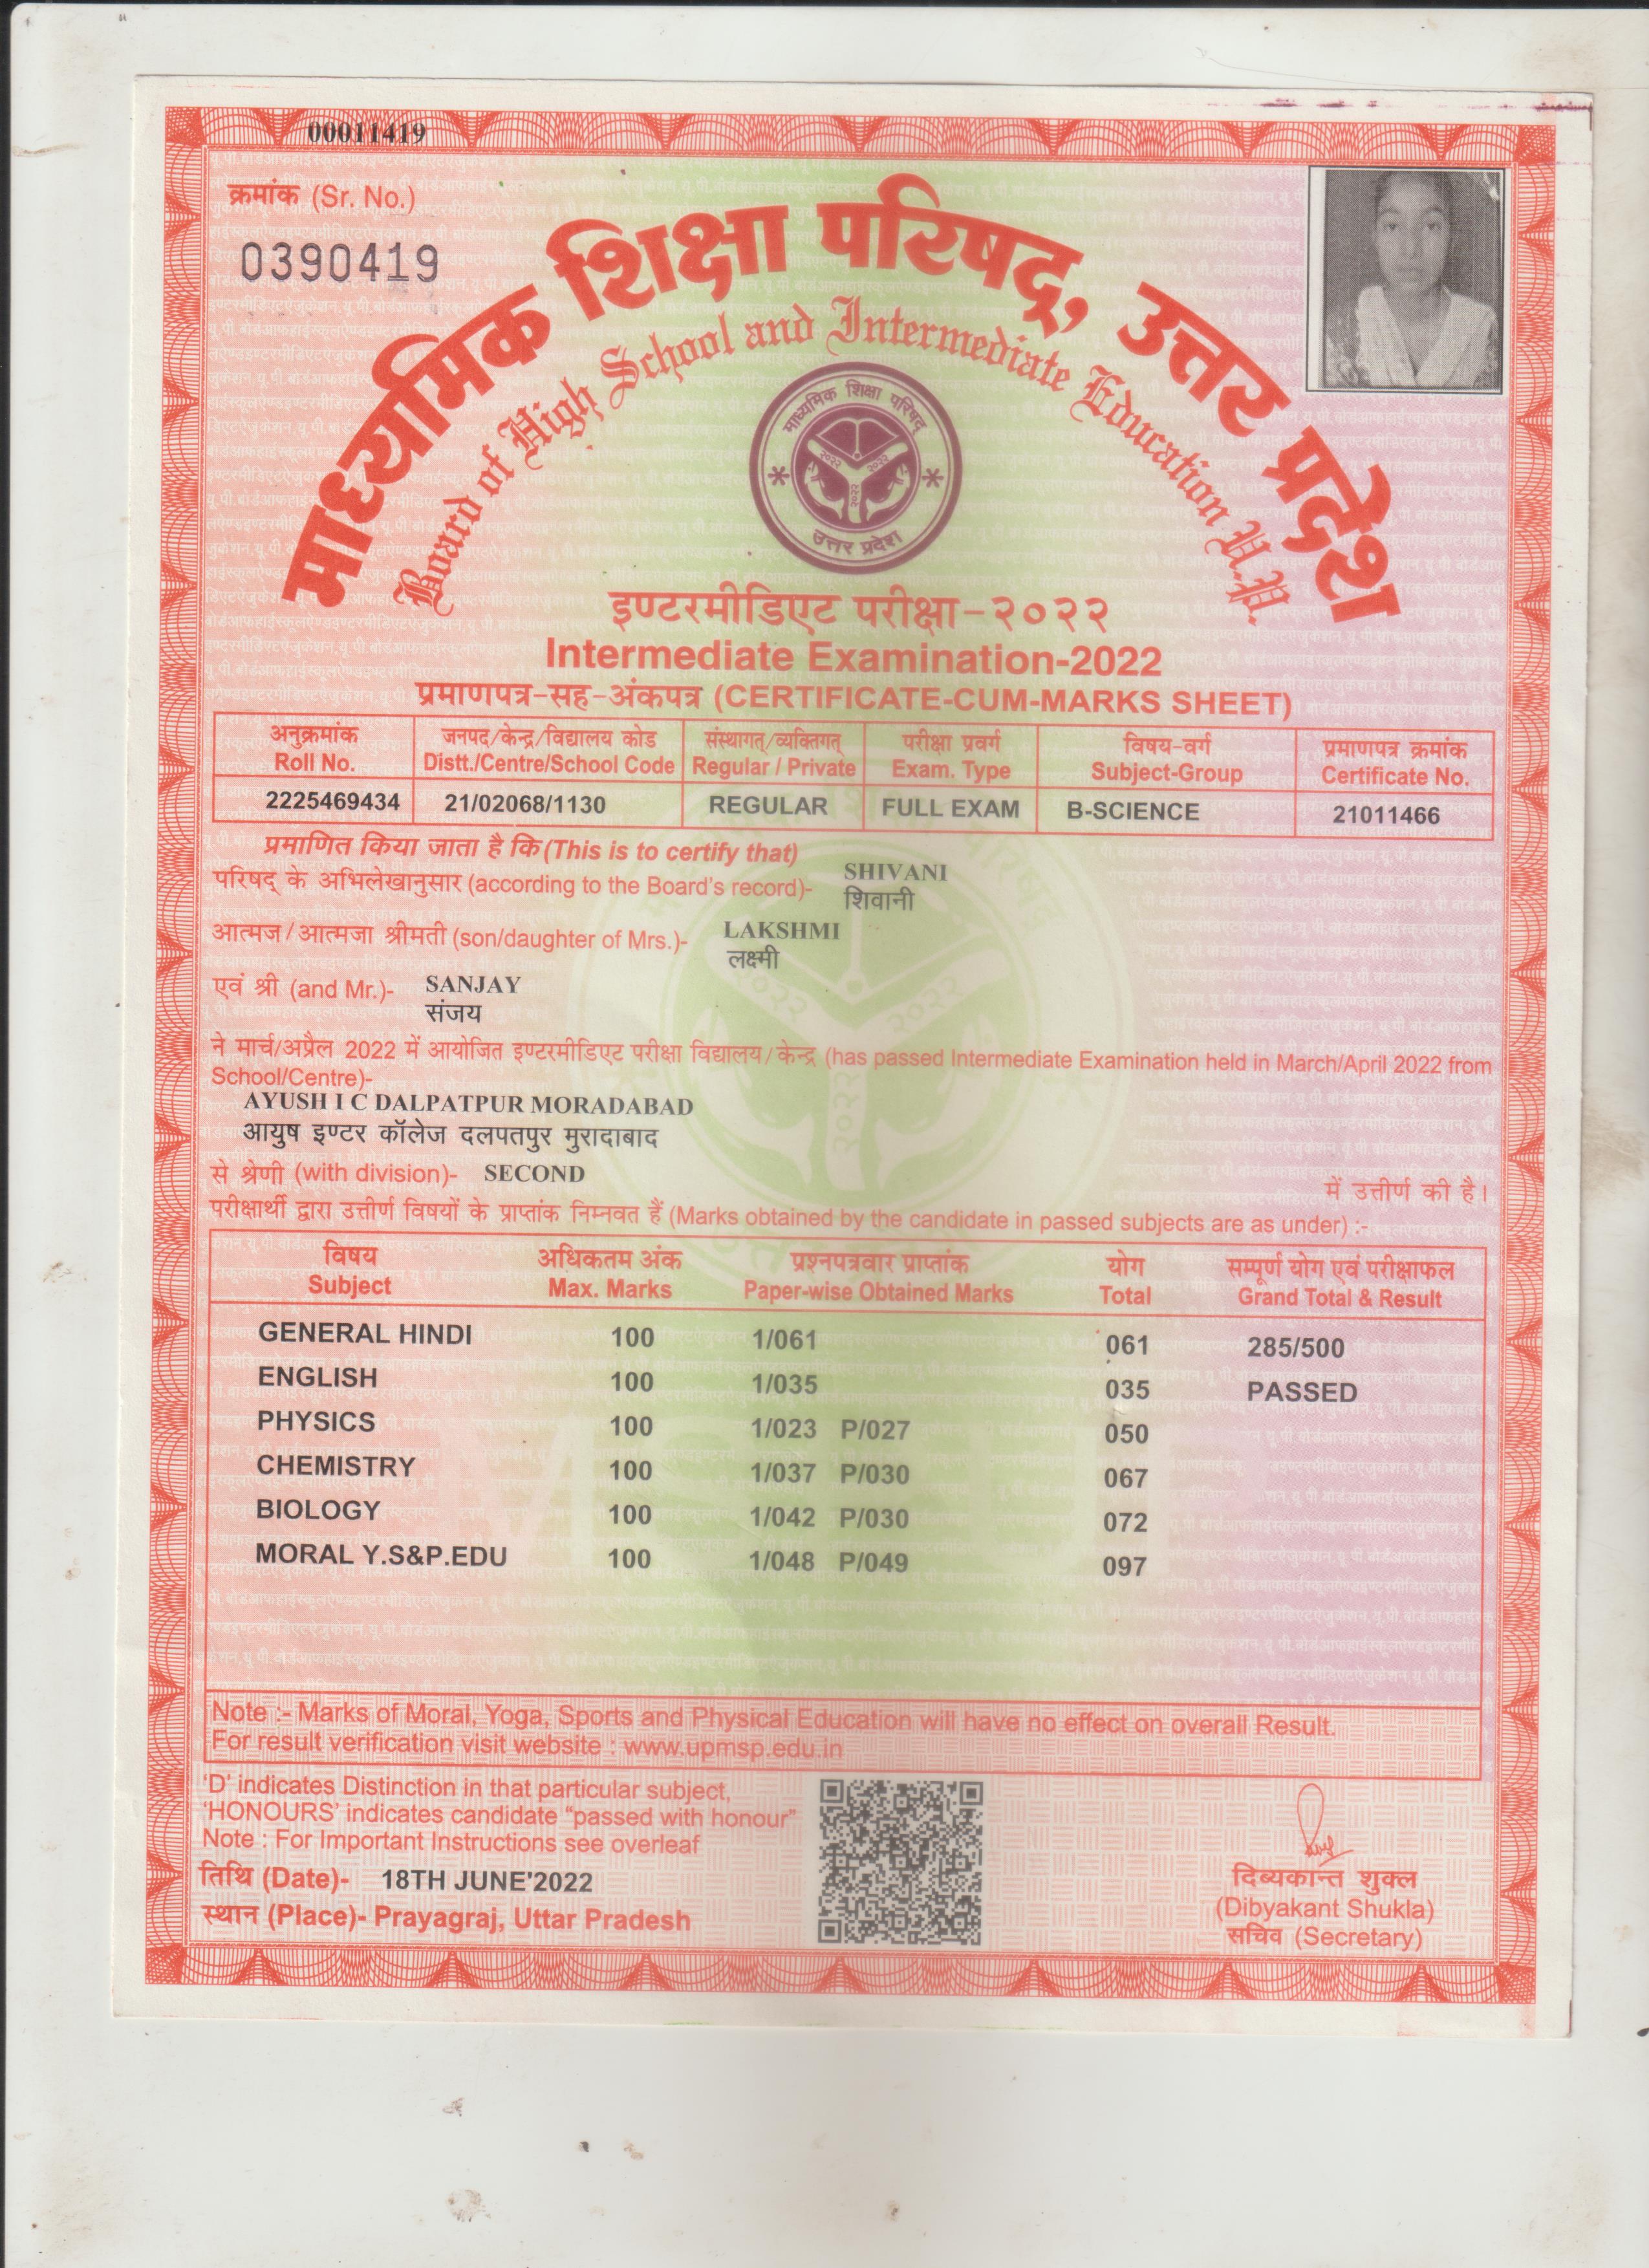 00011419
क्रमांक (Sr. No.)
0390419
माध्यमिक शिक्षा परिषद्, उत्तर प्रदेश
Board of High School and Intermediate Education U.P.
माध्यमिक शिक्षा परिषद्
२०२२ २०२२
२०२२
उत्तर प्रदेश
इण्टरमीडिएट परीक्षा-२०२२
Intermediate Examination-2022
प्रमाणपत्र-सह-अंकपत्र (CERTIFICATE-CUM-MARKS SHEET)
अनुक्रमांक जनपद/केन्द्र/विद्यालय कोड संस्थागत्/व्यक्तिगत् परीक्षा प्रवर्ग विषय-वर्ग प्रमाणपत्र क्रमांक
Roll No. Distt./Centre/School Code Regular / Private Exam. Type Subject-Group Certificate No.
2225469434 21/02068/1130 REGULAR FULL EXAM B-SCIENCE 21011466
प्रमाणित किया जाता है कि (This is to certify that)
परिषद् के अभिलेखानुसार (according to the Board's record)- SHIVANI
शिवानी
आत्मज/आत्मजा श्रीमती (son/daughter of Mrs.)- LAKSHMI
लक्ष्मी
एवं श्री (and Mr.)- SANJAY
संजय
ने मार्च/अप्रैल 2022 में आयोजित इण्टरमीडिएट परीक्षा विद्यालय/केन्द्र (has passed Intermediate Examination held in March/April 2022 from
School/Centre)-
AYUSH I C DALPATPUR MORADABAD
आयुष इण्टर कॉलेज दलपतपुर मुरादाबाद
से श्रेणी (with division)- SECOND में उत्तीर्ण की है।
परीक्षार्थी द्वारा उत्तीर्ण विषयों के प्राप्तांक निम्नवत हैं (Marks obtained by the candidate in passed subjects are as under) :-
विषय अधिकतम अंक प्रश्नपत्रवार प्राप्तांक योग सम्पूर्ण योग एवं परीक्षाफल
Subject Max. Marks Paper-wise Obtained Marks Total Grand Total & Result
GENERAL HINDI 100 1/061 061 285/500
ENGLISH 100 1/035 035 PASSED
PHYSICS 100 1/023 P/027 050
CHEMISTRY 100 1/037 P/030 067
BIOLOGY 100 1/042 P/030 072
MORAL Y.S&P.EDU 100 1/048 P/049 097
Note :- Marks of Moral, Yoga, Sports and Physical Education will have no effect on overall Result.
For result verification visit website : www.upmsp.edu.in
'D' indicates Distinction in that particular subject,
'HONOURS' indicates candidate "passed with honour"
Note : For Important Instructions see overleaf
तिथि (Date)- 18TH JUNE'2022
स्थान (Place)- Prayagraj, Uttar Pradesh
दिब्यकान्त शुक्ल
(Dibyakant Shukla)
सचिव (Secretary)